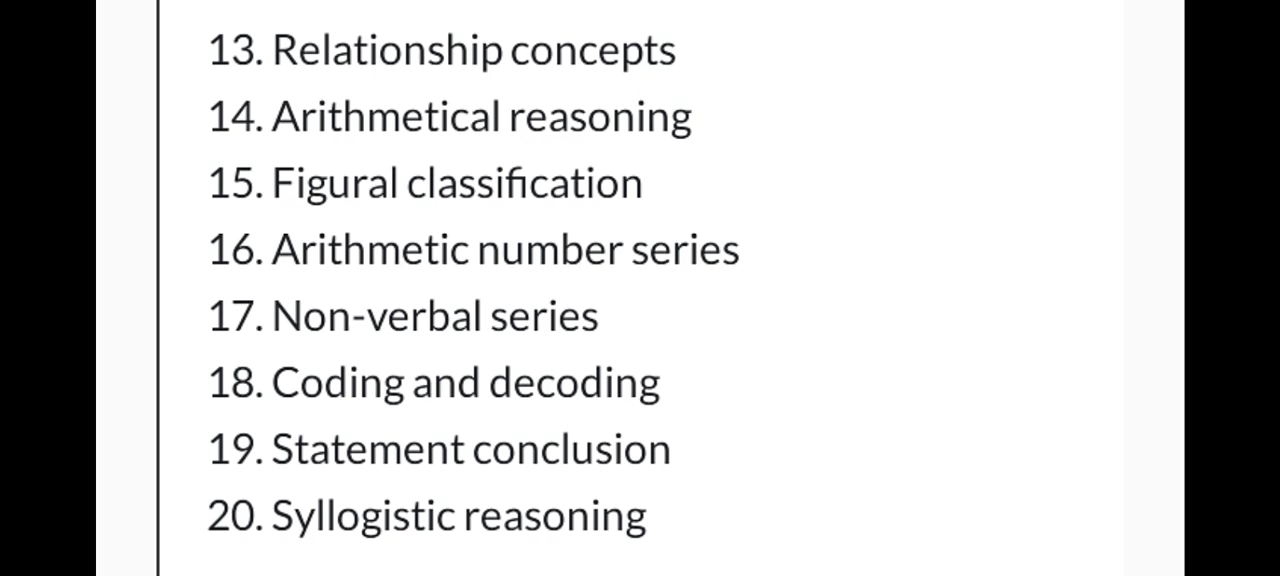 13. Relationship concepts
14. Arithmetical reasoning
15. Figural classification
16. Arithmetic number series
17. Non-verbal series
18. Coding and decoding
19. Statement conclusion
20. Syllogistic reasoning